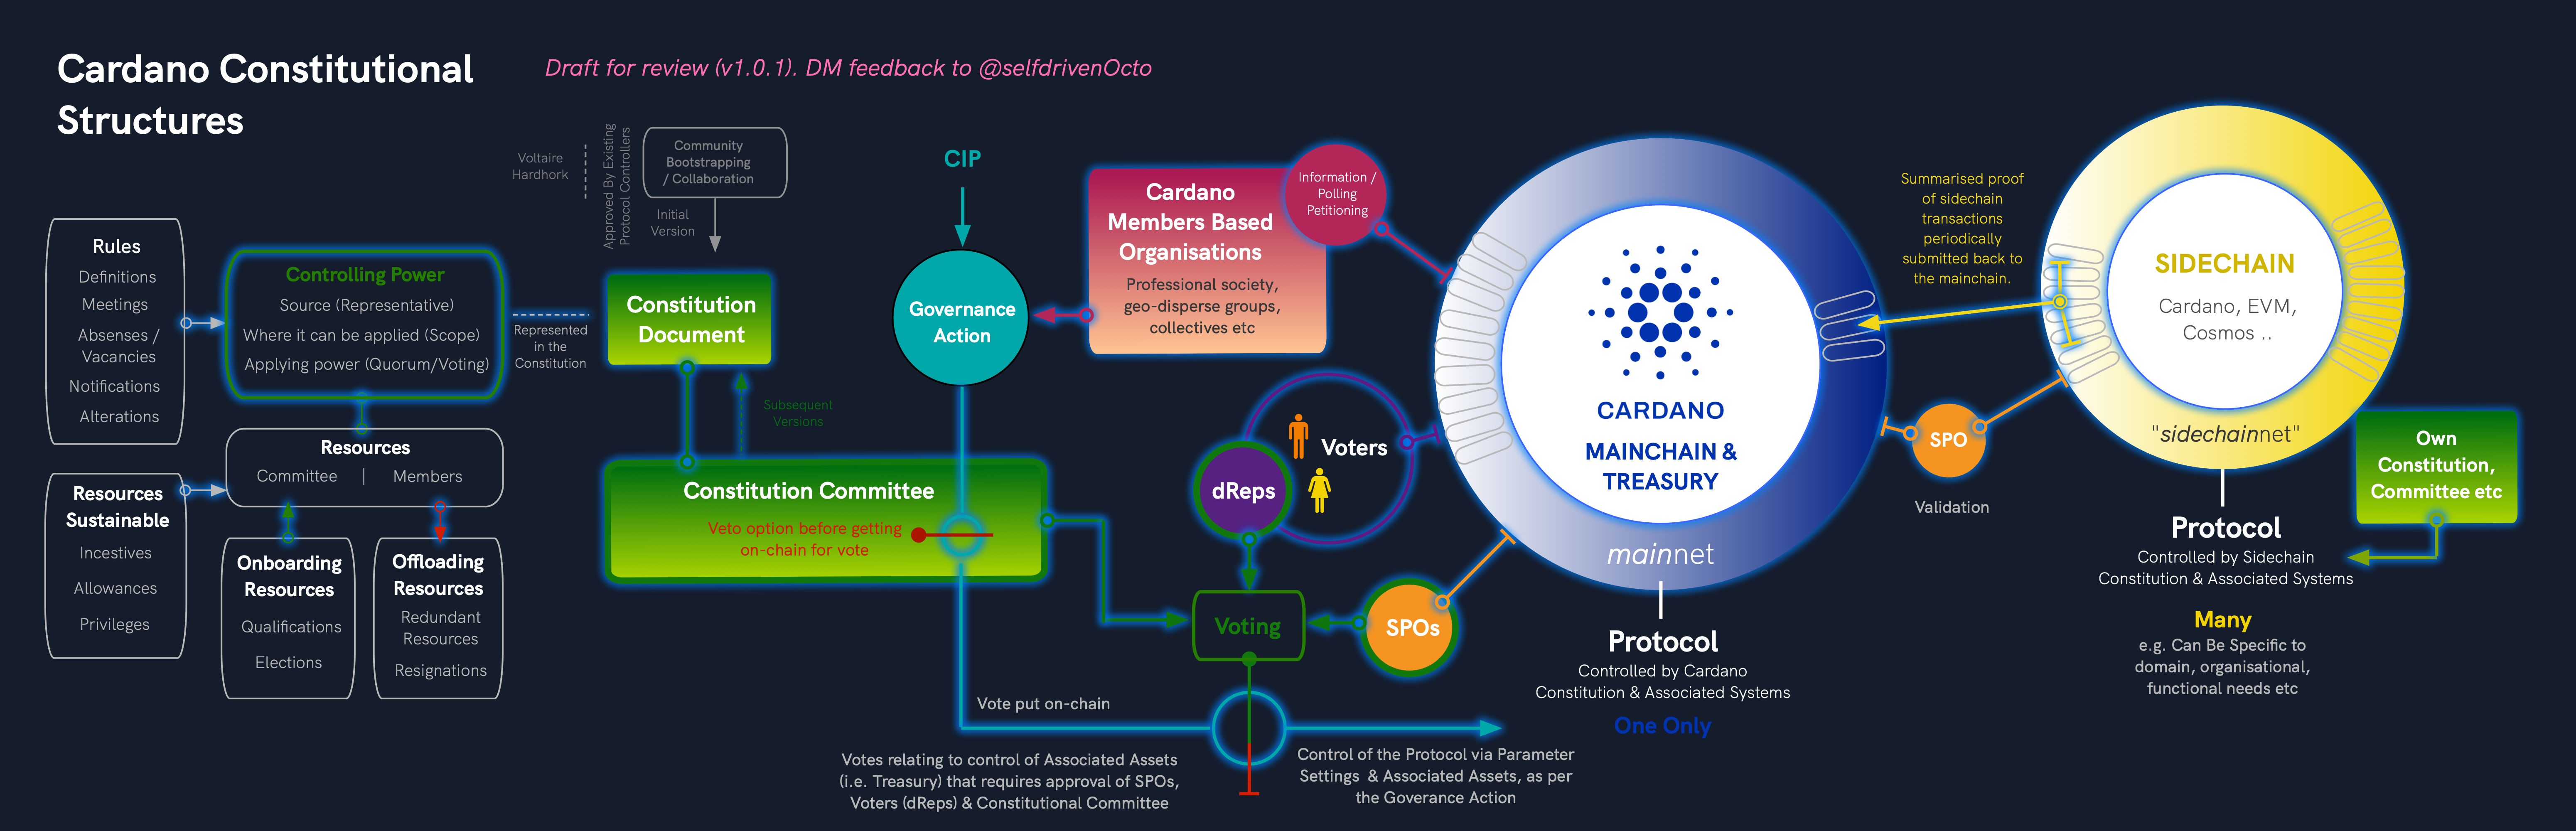 Cardano Constitutional
Structures
Draft for review (v1.0.1). DM feedback to @selfdrivenOcto
Rules
Definitions
Meetings
Absenses /
Vacancies
Notifications
Alterations
Resources
Sustainable
Incestives
Allowances
Privileges
Controlling Power
Source (Representative)
Where it can be applied (Scope)
Applying power (Quorum/Voting)
Resources
Committee | Members
Onboarding
Resources
Qualifications
Elections
Offloading
Resources
Redundant
Resources
Resignations
Represented
in the
Constitution
Voltaire
Hardhork
Approved By Existing
Protocol Controllers
Community
Bootstrapping
/ Collaboration
Initial
Version
Constitution
Document
Subsequent
Versions
Constitution Committee
Veto option before getting
on-chain for vote
CIP
Governance
Action
Cardano
Members Based
Organisations
Professional society,
geo-disperse groups,
collectives etc
Information /
Polling
Petitioning
Voters
dReps
Voting
SPOs
Vote put on-chain
Votes relating to control of Associated Assets
(i.e. Treasury) that requires approval of SPOs,
Voters (dReps) & Constitutional Committee
Control of the Protocol via Parameter
Settings & Associated Assets, as per
the Goverance Action
CARDANO
MAINCHAIN &
TREASURY
mainnet
Protocol
Controlled by Cardano
Constitution & Associated Systems
One Only
Summarised proof
of sidechain
transactions
periodically
submitted back to
the mainchain.
SPO
Validation
SIDECHAIN
Cardano, EVM,
Cosmos ..
"sidechainnet"
Own
Constitution,
Committee etc
Protocol
Controlled by Sidechain
Constitution & Associated Systems
Many
e.g. Can Be Specific to
domain, organisational,
functional needs etc